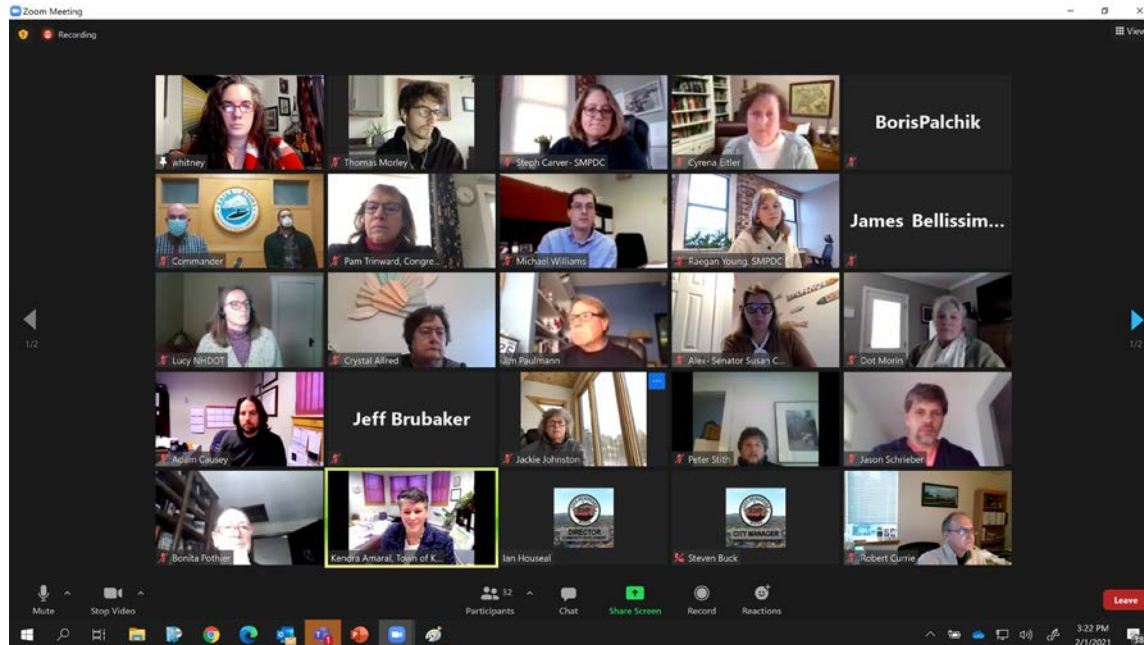 Zoom Meeting
Recording
View
whitney
Thomas Morley
Steph Carver- SMPDC
Cyrena Eitler
BorisPalchik
Commander
Pam Trinward, Congre...
Michael Williams
Raegan Young, SMPDC
James Bellissim...
Lucy NHDOT
Crystal Allred
Jim Paulmann
Alex- Senator Susan C...
Dot Morin
1/2
1/2
Adam Causey
Jeff Brubaker
Jackie Johnston
Peter Stith
Jason Schrieber
Bonita Pothier
Kendra Amaral, Town of K...
DIRECTOR
Ian Houseal
CITY MANAGER
Steven Buck
Robert Currie
Mute
Stop Video
32
Participants
Chat
Share Screen
Record
Reactions
Leave
3:22 PM
2/1/2021